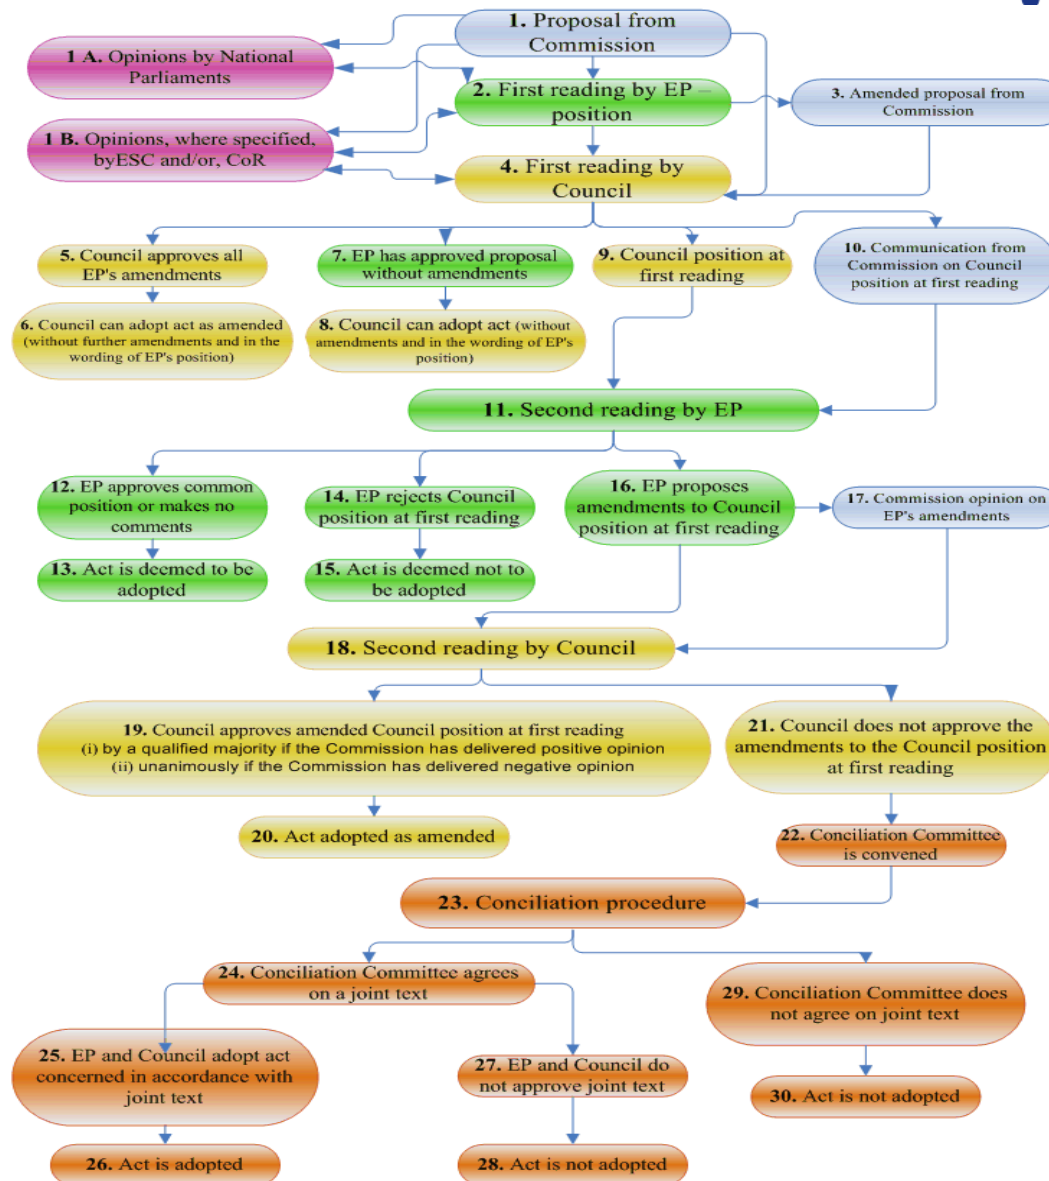 1. Proposal from
Commission
1 A. Opinions by National
Parliaments
2. First reading by EP –
position
3. Amended proposal from
Commission
1 B. Opinions, where specified,
byESC and/or, CoR
4. First reading by
Council
5. Council approves all
EP's amendments
7. EP has approved proposal
without amendments
9. Council position at
first reading
10. Communication from
Commission on Council
position at first reading
6. Council can adopt act as amended
(without further amendments and in the
wording of EP's position)
8. Council can adopt act (without
amendments and in the wording of EP's
position)
11. Second reading by EP
12. EP approves common
position or makes no
comments
14. EP rejects Council
position at first reading
16. EP proposes
amendments to Council
position at first reading
17. Commission opinion on
EP's amendments
13. Act is deemed to be
adopted
15. Act is deemed not to
be adopted
18. Second reading by Council
19. Council approves amended Council position at first reading
(i) by a qualified majority if the Commission has delivered positive opinion
(ii) unanimously if the Commission has delivered negative opinion
21. Council does not approve the
amendments to the Council position
at first reading
20. Act adopted as amended
22. Conciliation Committee
is convened
23. Conciliation procedure
24. Conciliation Committee agrees
on a joint text
29. Conciliation Committee does
not agree on joint text
25. EP and Council adopt act
concerned in accordance with
joint text
27. EP and Council do
not approve joint text
30. Act is not adopted
26. Act is adopted
28. Act is not adopted